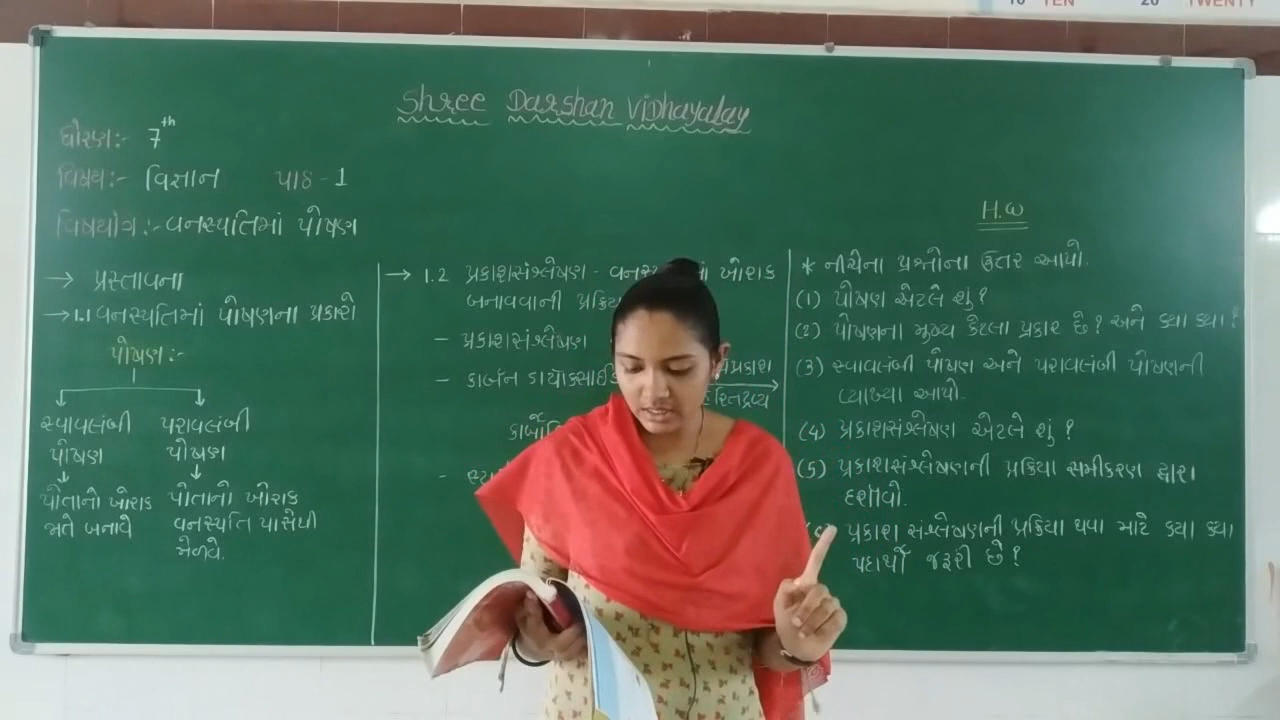 10 TEN 20 TWENTY
Shree Darshan Vidhayalay
ધોરણ:- 7th
વિષય:- વિજ્ઞાન પાઠ-1
વિષયાંગ:- વનસ્પતિમાં પોષણ
→ પ્રસ્તાવના
→ 1.1 વનસ્પતિમાં પોષણના પ્રકારો
પોષણ:-
સ્વાવલંબી પરાવલંબી
પોષણ પોષણ
પોતાનો ખોરાક પોતાનો ખોરાક
જાતે બનાવે વનસ્પતિ પાસેથી
મેળવે.
→ 1.2 પ્રકાશસંશ્લેષણ - ખોરાક
બનાવવાની
- પ્રકાશસંશ્લેષણ
- કાર્બન પ્રકાશ
H.W
* નીચેના પ્રશ્નોના ઉત્તર આપો.
(1) પોષણ એટલે શું?
(2) પોષણના મુખ્ય કેટલા પ્રકાર છે? અને ક્યા ક્યા?
(3) સ્વાવલંબી પોષણ અને પરાવલંબી પોષણની
વ્યાખ્યા આપો.
(4) પ્રકાશસંશ્લેષણ એટલે શું?
(5) પ્રકાશસંશ્લેષણની પ્રક્રિયા સમીકરણ દ્વારા
દર્શાવો.
પ્રકાશ સંશ્લેષણની પ્રક્રિયા થવા માટે ક્યા ક્યા
પદાર્થો જરૂરી છે?